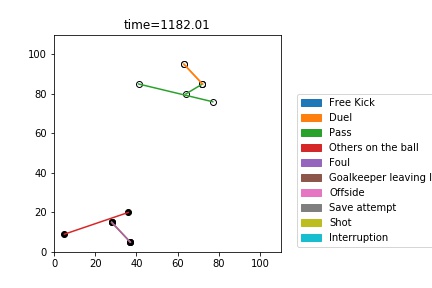 time=1182.01
100
80
60
40
20
0
0 20 40 60 80 100
Free Kick
Duel
Pass
Others on the ball
Foul
Goalkeeper leaving l
Offside
Save attempt
Shot
Interruption